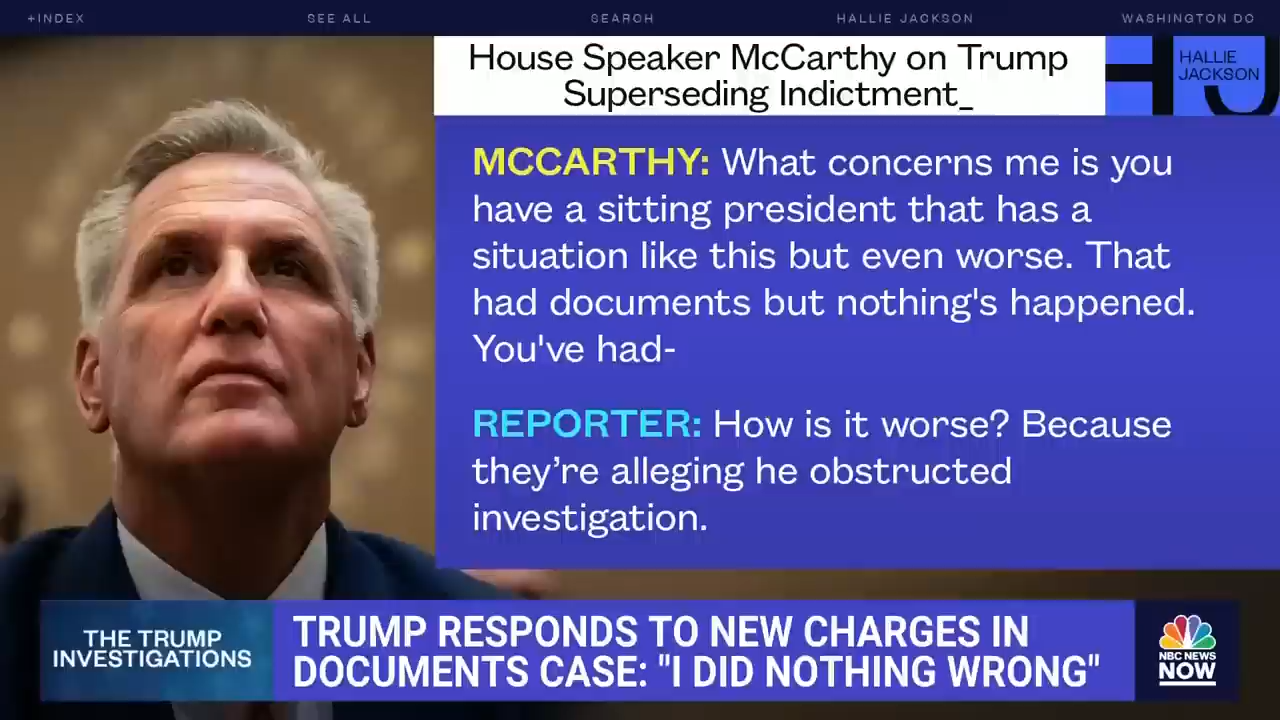 +INDEX
SEE ALL
SEARCH
HALLIE JACKSON
WASHINGTON DC
House Speaker McCarthy on Trump
Superseding Indictment_
HALLIE
JACKSON
MCCARTHY: What concerns me is you
have a sitting president that has a
situation like this but even worse. That
had documents but nothing's happened.
You've had-
REPORTER: How is it worse? Because
they’re alleging he obstructed
investigation.
THE TRUMP
INVESTIGATIONS
TRUMP RESPONDS TO NEW CHARGES IN
DOCUMENTS CASE: "I DID NOTHING WRONG"
NBC NEWS
NOW